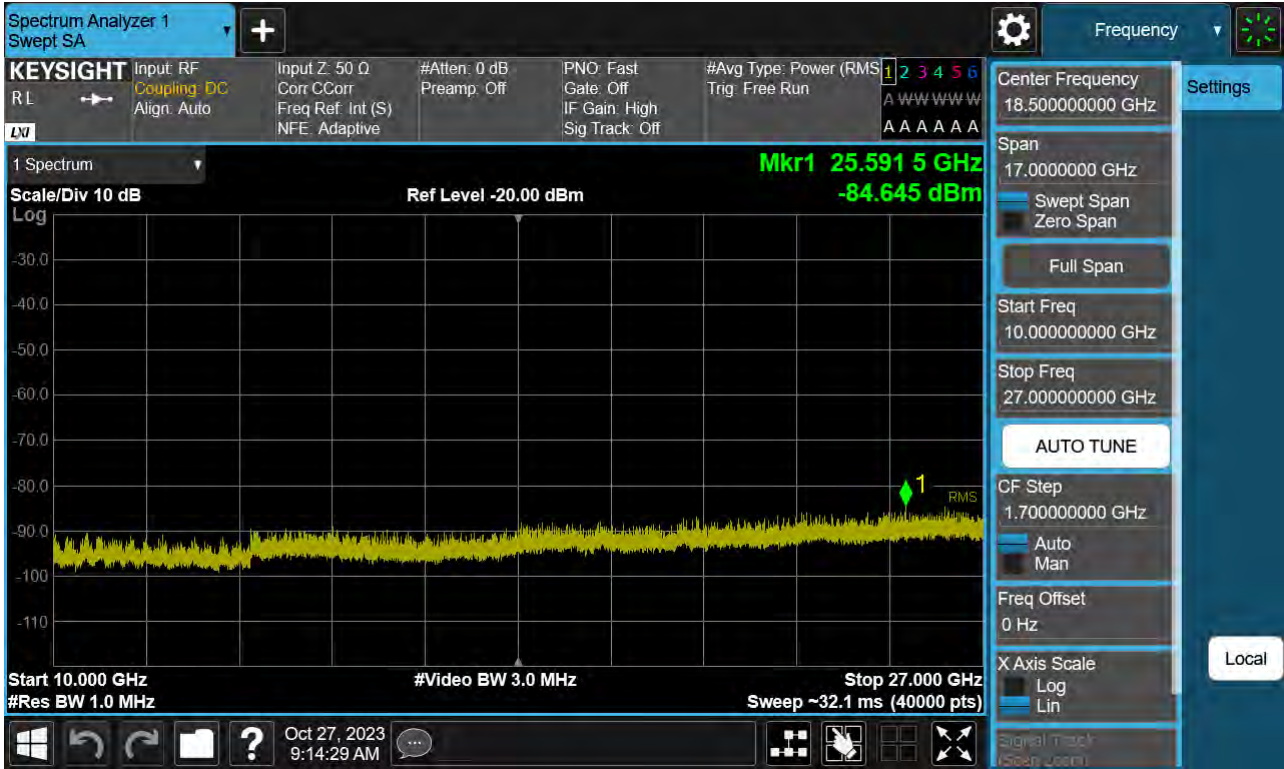 Spectrum Analyzer 1
Swept SA
+
Frequency
KEYSIGHT
RL
LXI
Input: RF
Coupling: DC
Align: Auto
Input Z: 50 Ω
Corr CCorr
Freq Ref: Int (S)
NFE: Adaptive
#Atten: 0 dB
Preamp: Off
PNO: Fast
Gate: Off
IF Gain: High
Sig Track: Off
#Avg Type: Power (RMS
Trig: Free Run
1 2 3 4 5 6
A W W W W W
A A A A A A
1 Spectrum
Scale/Div 10 dB
Log
Ref Level -20.00 dBm
Mkr1 25.591 5 GHz
-84.645 dBm
-30.0
-40.0
-50.0
-60.0
-70.0
-80.0
-90.0
-100
-110
1
RMS
Start 10.000 GHz
#Res BW 1.0 MHz
#Video BW 3.0 MHz
Stop 27.000 GHz
Sweep ~32.1 ms (40000 pts)
Center Frequency
18.500000000 GHz
Span
17.0000000 GHz
Swept Span
Zero Span
Full Span
Start Freq
10.000000000 GHz
Stop Freq
27.000000000 GHz
AUTO TUNE
CF Step
1.700000000 GHz
Auto
Man
Freq Offset
0 Hz
X Axis Scale
Log
Lin
Signal Track
(Span Zoom)
Settings
Local
?
Oct 27, 2023
9:14:29 AM